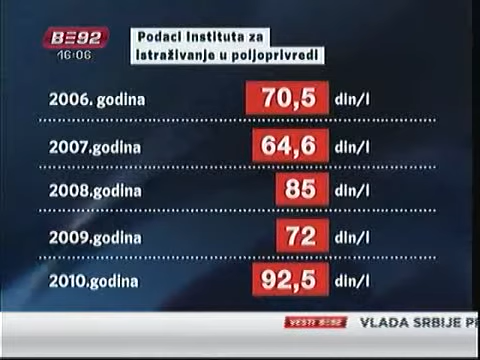 B92
16:06
Podaci Instituta za
istraživanje u poljoprivredi
2006. godina 70,5 din/l
2007.godina 64,6 din/l
2008.godina 85 din/l
2009.godina 72 din/l
2010.godina 92,5 din/l
VESTI B92 VLADA SRBIJE